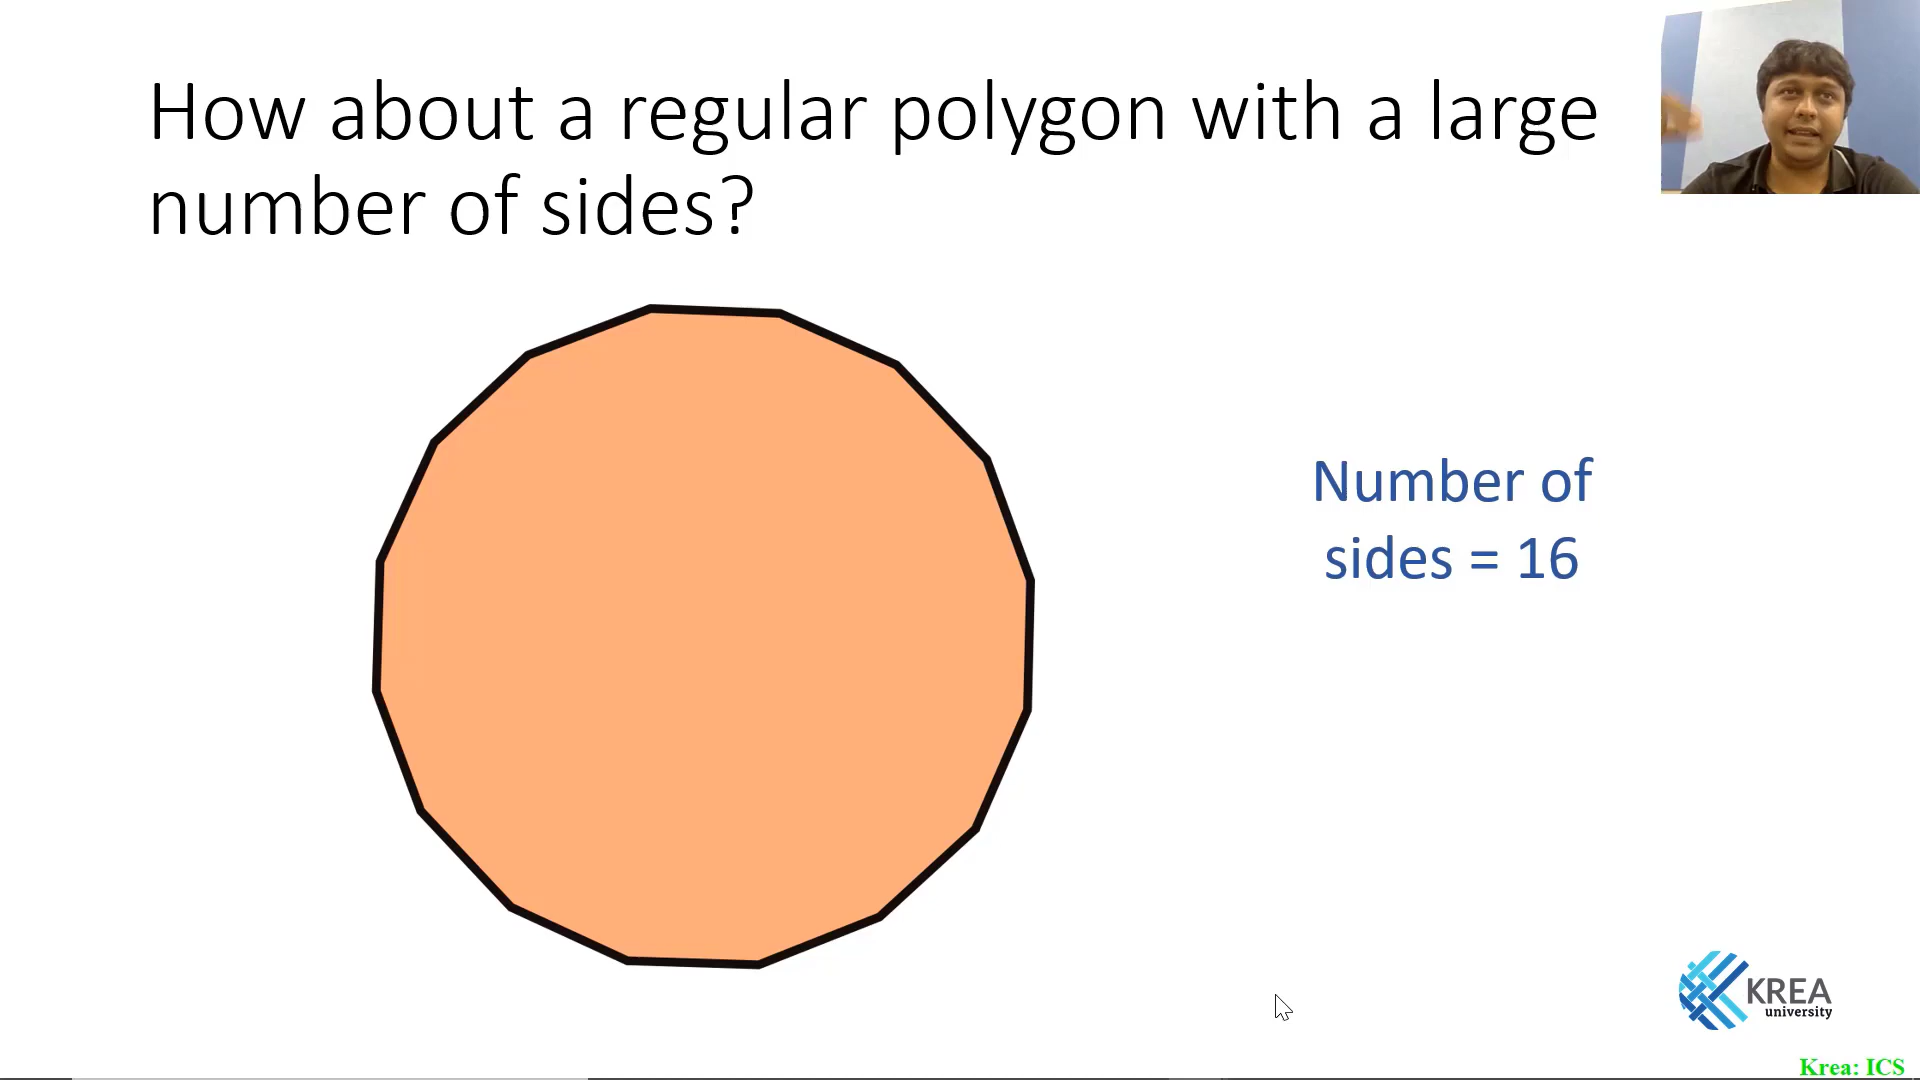 How about a regular polygon with a large
number of sides?
Number of
sides = 16
KREA
university
Krea: ICS